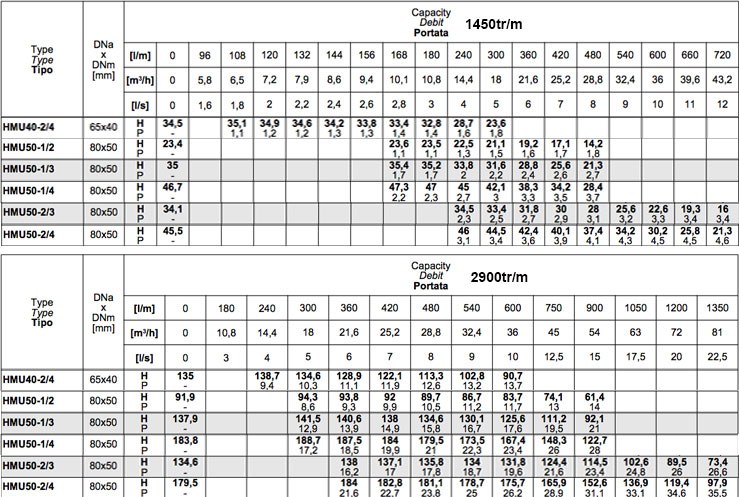 Capacity
Debit 1450tr/m
Portata
Type
Type
Tipo
DNa
x
DNm
[mm]
[l/m] 0 96 108 120 132 144 156 168 180 240 300 360 420 480 540 600 660 720
[m³/h] 0 5,8 6,5 7,2 7,9 8,6 9,4 10,1 10,8 14,4 18 21,6 25,2 28,8 32,4 36 39,6 43,2
[l/s] 0 1,6 1,8 2 2,2 2,4 2,6 2,8 3 4 5 6 7 8 9 10 11 12
HMU40-2/4 65x40 H 34,5 35,1 34,9 34,6 34,2 33,8 33,4 32,8 28,7 23,6
P - 1,1 1,2 1,2 1,3 1,3 1,4 1,4 1,6 1,8
HMU50-1/2 80x50 H 23,4 23,6 23,5 22,5 21,1 19,2 17,1 14,2
P - 1,1 1,1 1,3 1,5 1,6 1,7 1,8
HMU50-1/3 80x50 H 35 35,4 35,2 33,8 31,6 28,8 25,6 21,3
P - 1,7 1,7 2 2,2 2,4 2,6 2,7
HMU50-1/4 80x50 H 46,7 47,3 47 45 42,1 38,3 34,2 28,4
P - 2,2 2,3 2,7 3 3,3 3,5 3,7
HMU50-2/3 80x50 H 34,1 34,5 33,4 31,8 30 28 25,6 22,6 19,3 16
P - 2,3 2,5 2,7 2,9 3,1 3,2 3,3 3,4 3,4
HMU50-2/4 80x50 H 45,5 46 44,5 42,4 40,1 37,4 34,2 30,2 25,8 21,3
P - 3,1 3,4 3,6 3,9 4,1 4,3 4,5 4,5 4,6
Capacity
Debit 2900tr/m
Portata
Type
Type
Tipo
DNa
x
DNm
[mm]
[l/m] 0 180 240 300 360 420 480 540 600 750 900 1050 1200 1350
[m³/h] 0 10,8 14,4 18 21,6 25,2 28,8 32,4 36 45 54 63 72 81
[l/s] 0 3 4 5 6 7 8 9 10 12,5 15 17,5 20 22,5
HMU40-2/4 65x40 H 135 138,7 134,6 128,9 122,1 113,3 102,8 90,7
P - 9,4 10,3 11,1 11,9 12,6 13,2 13,7
HMU50-1/2 80x50 H 91,9 94,3 93,8 92 89,7 86,7 83,7 74,1 61,4
P - 8,6 9,3 9,9 10,5 11,2 11,7 13 14
HMU50-1/3 80x50 H 137,9 141,5 140,6 138 134,6 130,1 125,6 111,2 92,1
P - 12,9 13,9 14,9 15,8 16,7 17,6 19,5 21
HMU50-1/4 80x50 H 183,8 188,7 187,5 184 179,5 173,5 167,4 148,3 122,7
P - 17,2 18,5 19,9 21 22,3 23,4 26 28
HMU50-2/3 80x50 H 134,6 138 137,1 135,8 134 131,8 124,4 114,5 102,6 89,5 73,4
P - 16,2 17 17,8 18,7 19,6 21,6 23,4 24,8 26 26,6
HMU50-2/4 80x50 H 179,5 184 182,8 181,1 178,7 175,7 165,9 152,6 136,9 119,4 97,9
P - 21,6 22,7 23,8 25 26,2 28,9 31,1 33,1 34,6 35,5